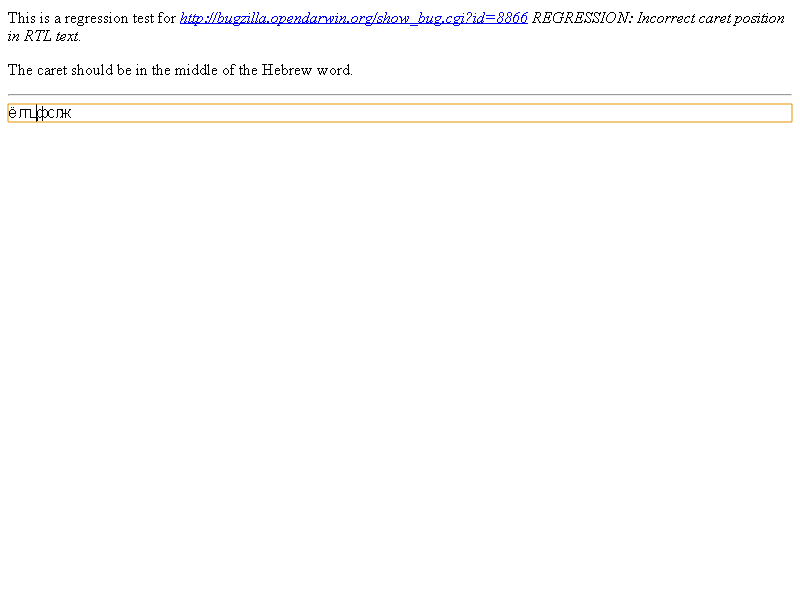 This is a regression test for http://bugzilla.opendarwin.org/show_bug.cgi?id=8866 REGRESSION: Incorrect caret position
in RTL text.
The caret should be in the middle of the Hebrew word.
ёлтцфслж